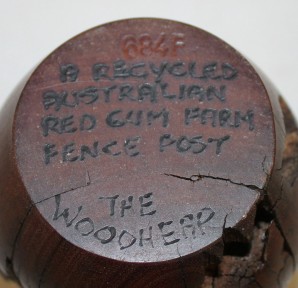 684F
A RECYCLED
AUSTRALIAN
RED GUM FARM
FENCE POST
THE
WOODHEAP